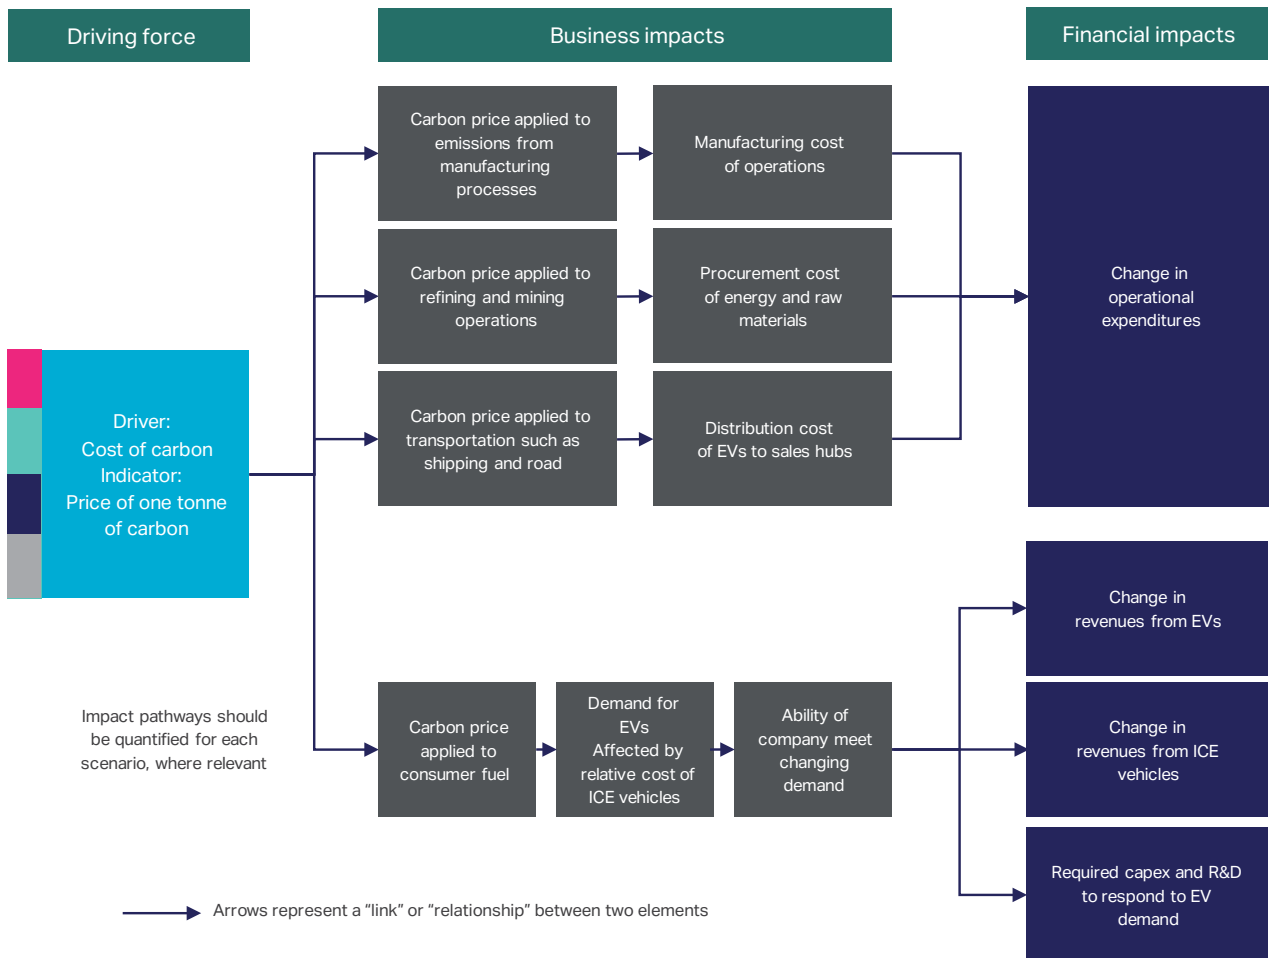 Driving force
Business impacts
Financial impacts
Carbon price applied to
emissions from
manufacturing
processes
Manufacturing cost
of operations
Carbon price applied to
refining and mining
operations
Procurement cost
of energy and raw
materials
Change in
operational
expenditures
Carbon price applied to
transportation such as
shipping and road
Distribution cost
of EVs to sales hubs
Driver:
Cost of carbon
Indicator:
Price of one tonne
of carbon
Impact pathways should
be quantified for each
scenario, where relevant
Carbon price
applied to
consumer fuel
Demand for
EVs
Affected by
relative cost of
ICE vehicles
Ability of
company meet
changing
demand
Change in
revenues from EVs
Change in
revenues from ICE
vehicles
Required capex and R&D
to respond to EV
demand
Arrows represent a “link” or “relationship” between two elements